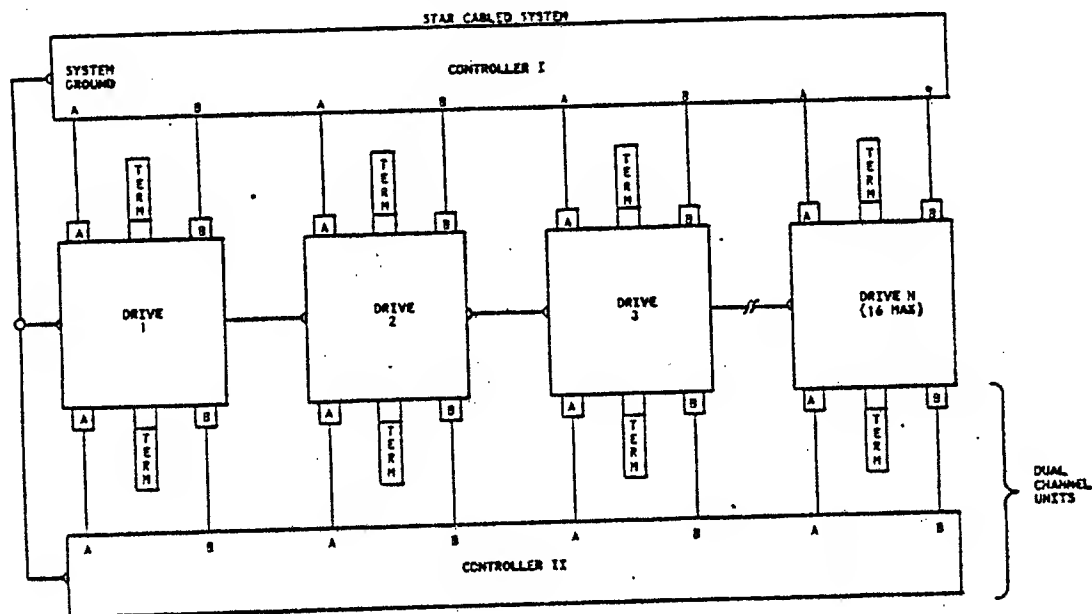 STAR CABLED SYSTEM
SYSTEM
GROUND
CONTROLLER I
A B A B A B A B
TERM TERM TERM TERM
A B A B A B A B
DRIVE
1
DRIVE
2
DRIVE
3
DRIVE N
(16 MAX)
A B A B A B A B
TERM TERM TERM TERM
DUAL
CHANNEL
UNITS
A B A B A B A B
CONTROLLER II